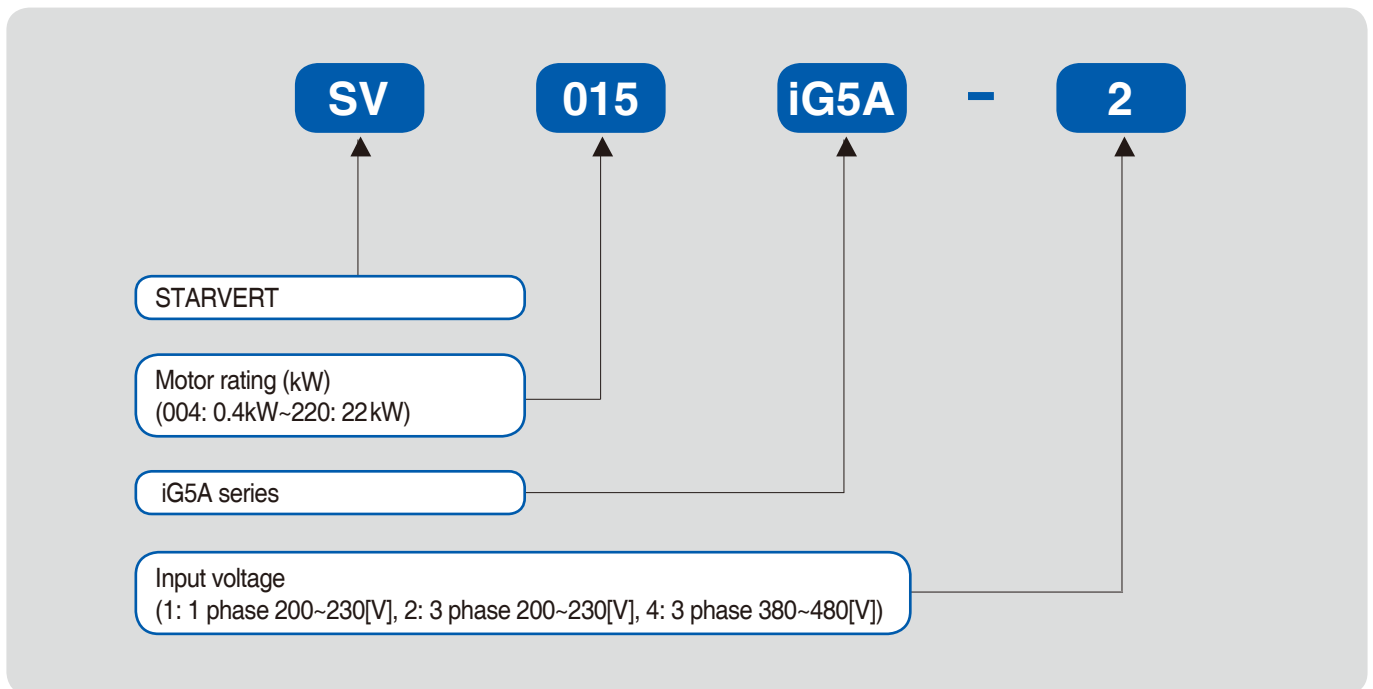 SV 015 iG5A - 2
STARVERT
Motor rating (kW)
(004: 0.4kW~220: 22kW)
iG5A series
Input voltage
(1: 1 phase 200~230[V], 2: 3 phase 200~230[V], 4: 3 phase 380~480[V])